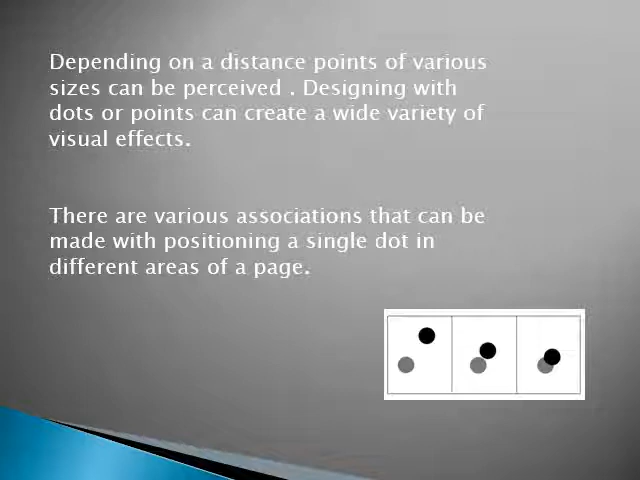 Depending on a distance points of various
sizes can be perceived . Designing with
dots or points can create a wide variety of
visual effects.
There are various associations that can be
made with positioning a single dot in
different areas of a page.